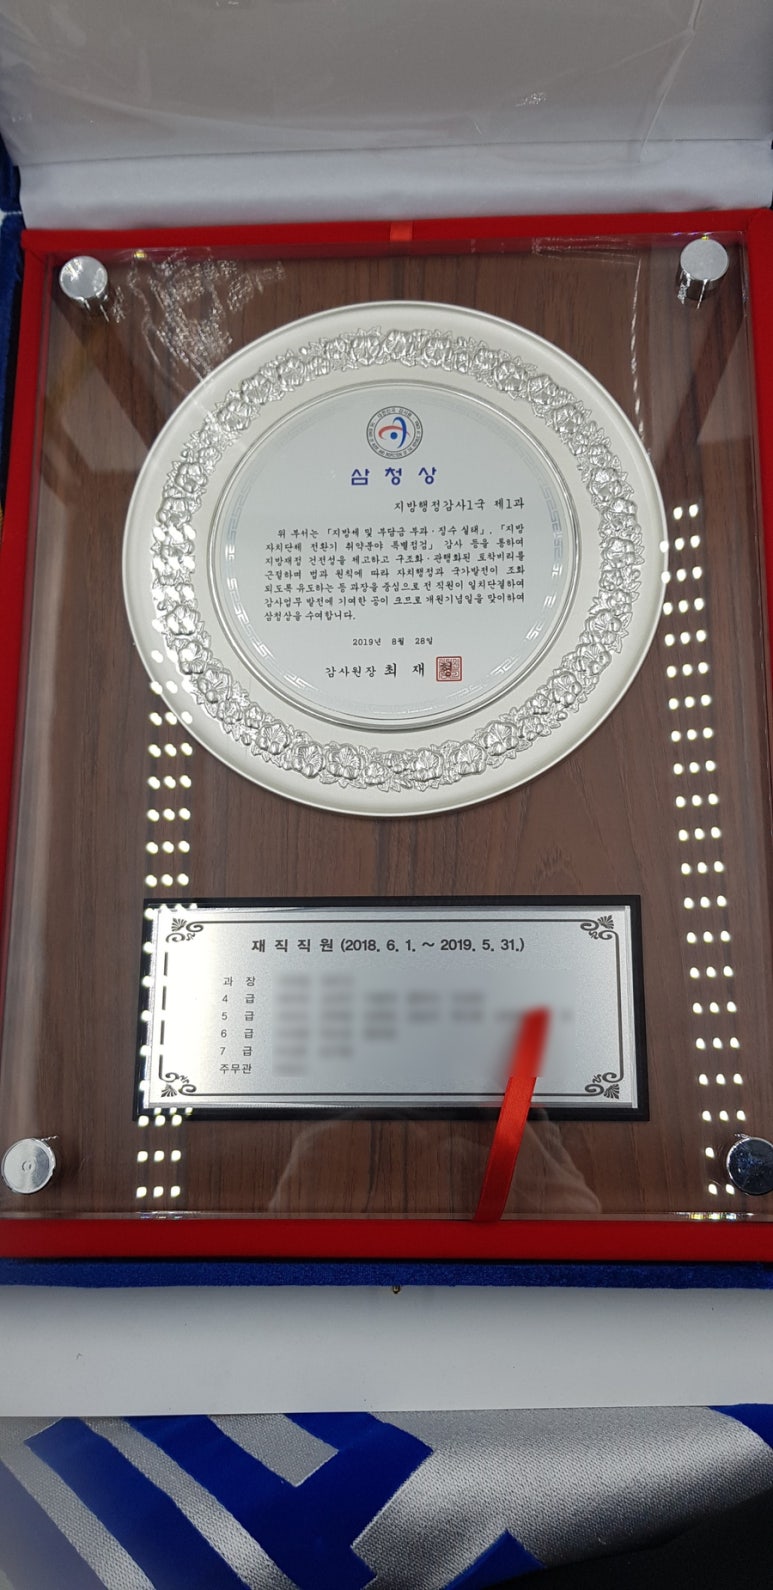 삼청상
지방행정감사1국 제1과
위 부서는 「지방세 및 부담금 부과·징수 실태」, 「지방
자치단체 전환기 취약분야 특별점검」 감사 등을 통하여
지방재정 건전성을 제고하고 구조화·관행화된 토착비리를
근절하며 법과 원칙에 따라 자치행정과 국가발전이 조화
되도록 유도하는 등 과장을 중심으로 전 직원이 일치단결하여
감사업무 발전에 기여한 공이 크므로 개원기념일을 맞이하여
삼청상을 수여합니다.
2019년 8월 28일
감사원장 최 재
재직직원 (2018. 6. 1. ~ 2019. 5. 31.)
과 장
4 급
5 급
6 급
7 급
주무관